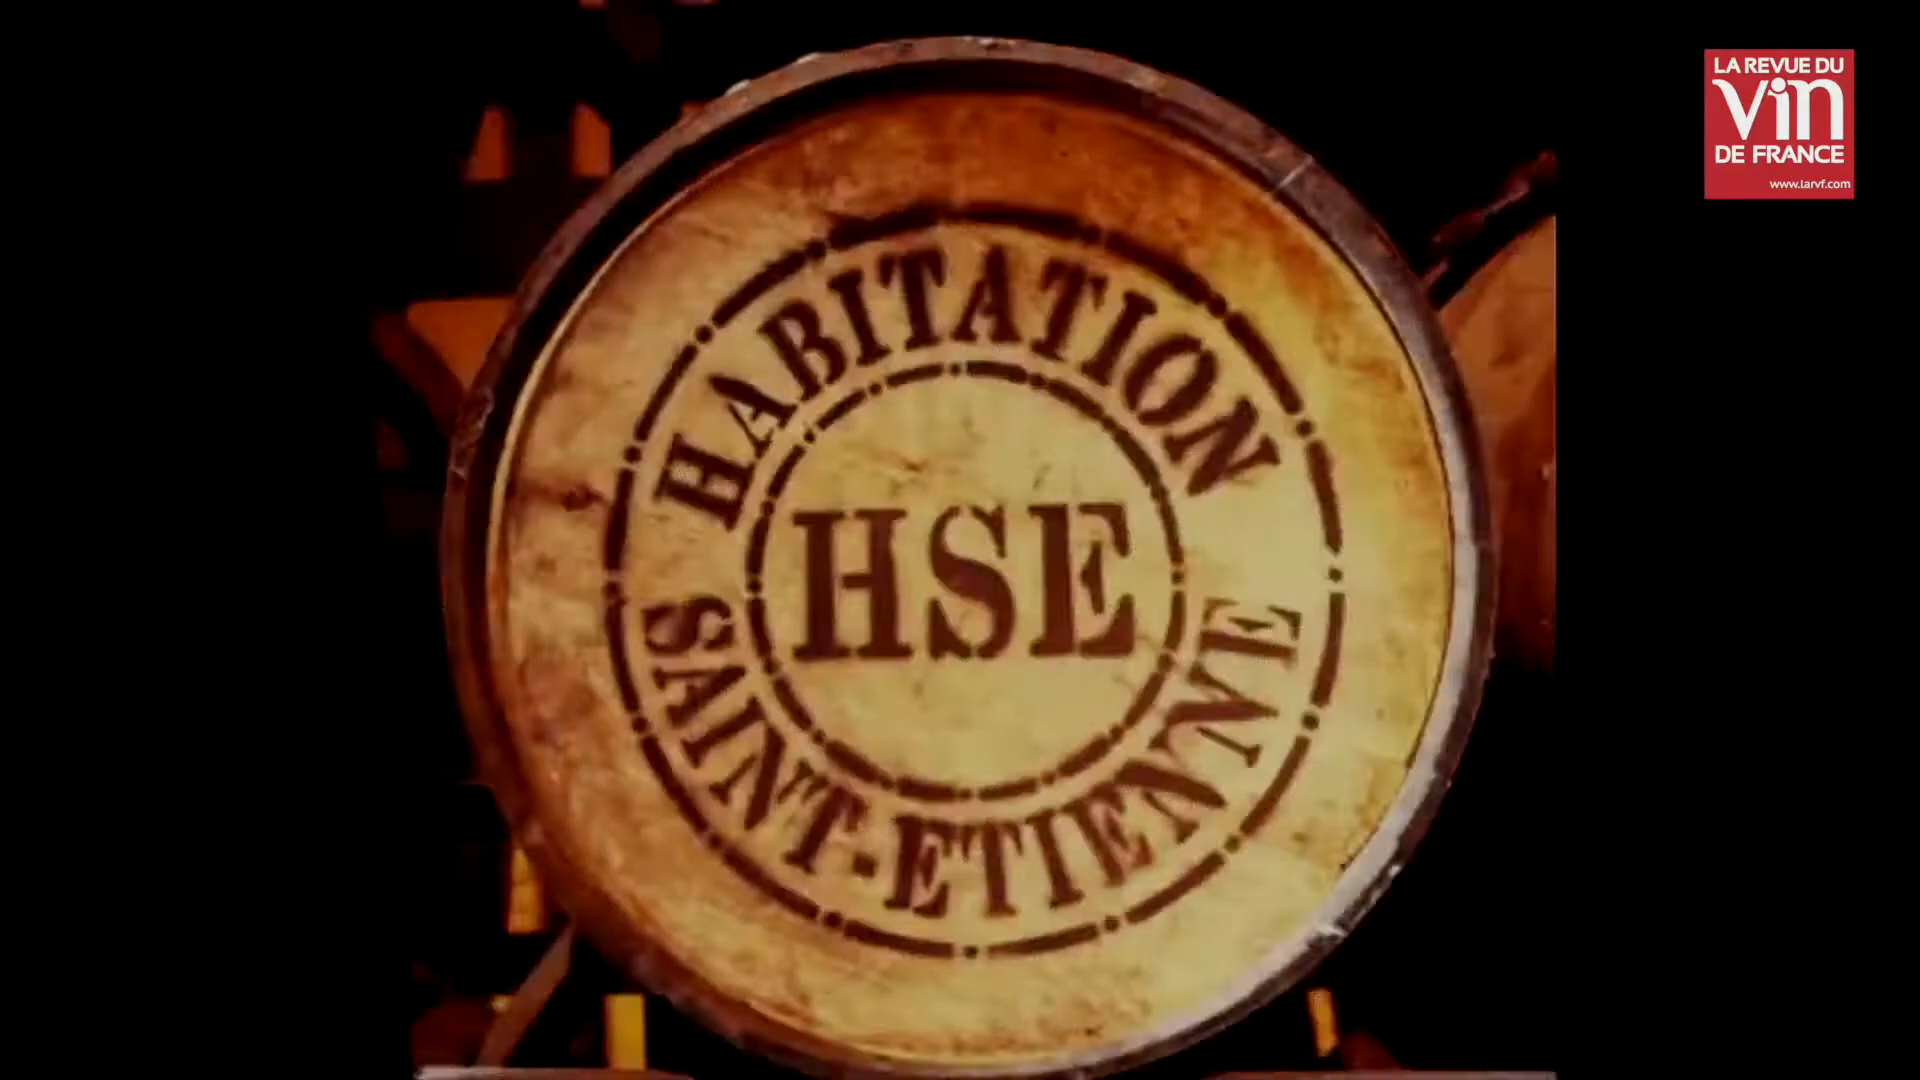 HABITATION
HSE
SAINT-ETIENNE
LA REVUE DU
vin
DE FRANCE
www.larvf.com